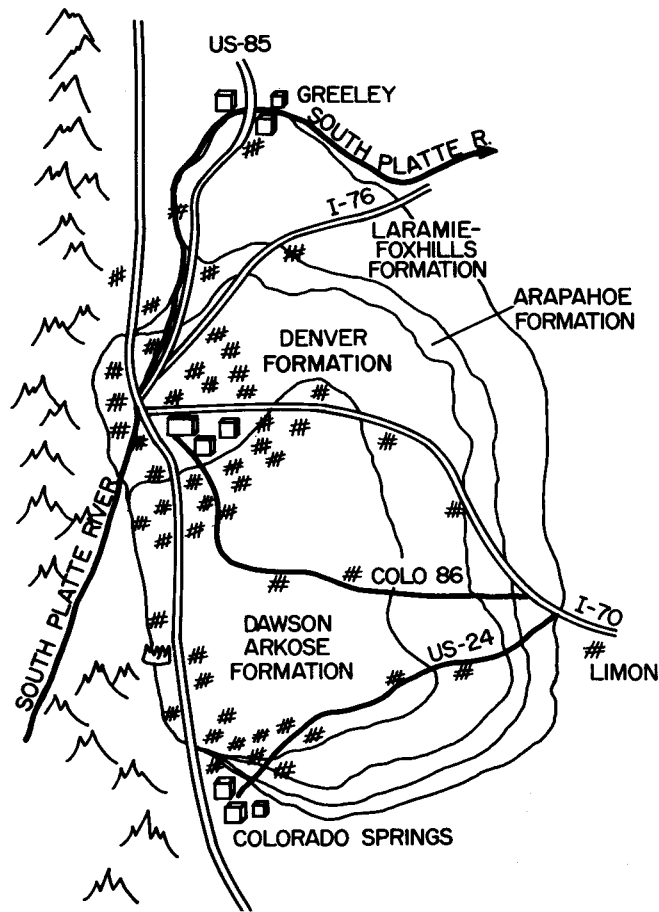 US-85
GREELEY
SOUTH PLATTE R.
I-76
LARAMIE-
FOXHILLS
FORMATION
ARAPAHOE
FORMATION
DENVER
FORMATION
SOUTH PLATTE RIVER
COLO 86
I-70
DAWSON
ARKOSE
FORMATION
US-24
LIMON
COLORADO SPRINGS